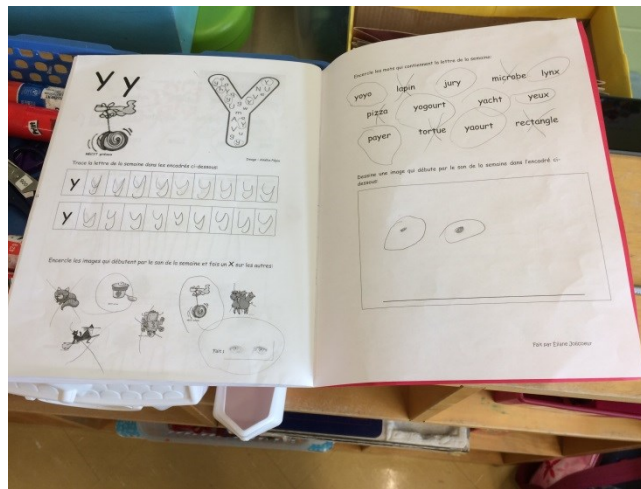 Y y
Trace la lettre de la semaine dans les encadrés ci-dessous:
Y y y y y y y y y
y y y y y y y y y
Encercle les images qui débutent par le son de la semaine et fais un X sur les autres:
Fait
Encercle les mots qui contiennent la lettre de la semaine:
yoyo lapin jury microbe lynx
pizza yogourt yacht yeux
payer tortue yaourt rectangle
Dessine une image qui débute par le son de la semaine dans l'encadré ci-
dessous:
Fait par